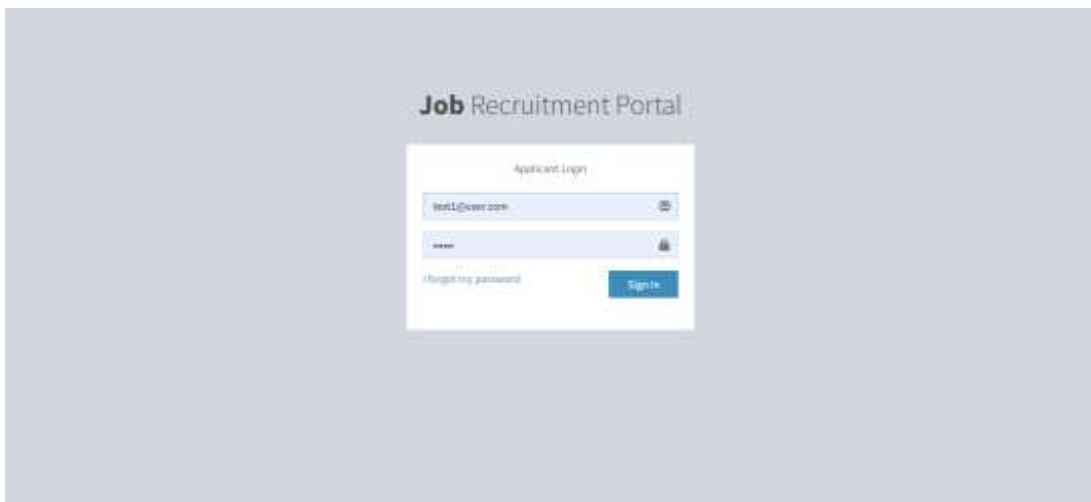 Job Recruitment Portal
Applicant Login
test1@user.com
•••••
I forgot my password
Sign In